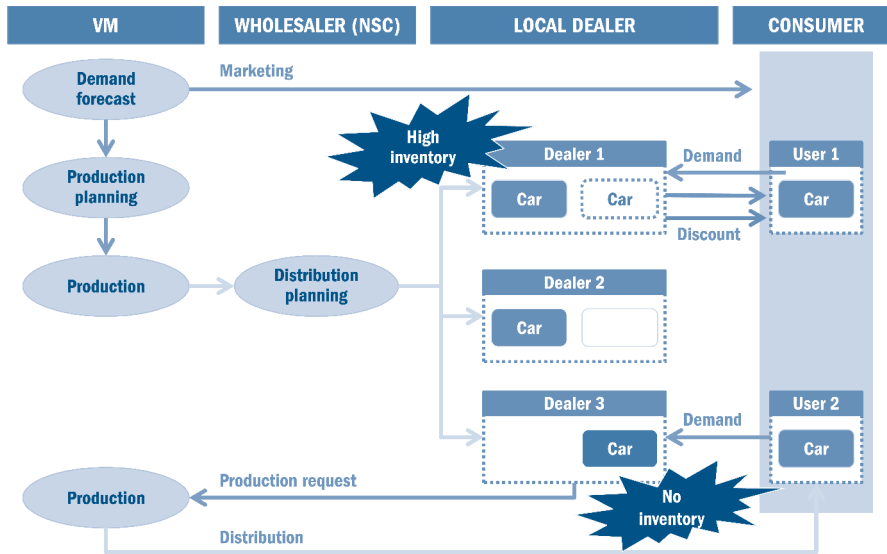 VM
WHOLESALER (NSC)
LOCAL DEALER
CONSUMER
Demand
forecast
Marketing
High
inventory
Production
planning
Dealer 1
Car
Car
Demand
Discount
User 1
Car
Production
Distribution
planning
Dealer 2
Car
Dealer 3
Car
Demand
User 2
Car
Production request
No
inventory
Production
Distribution